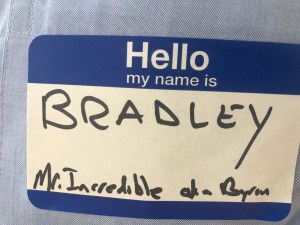 Hello
my name is
BRADLEY
Mr. Incredible aka Byron